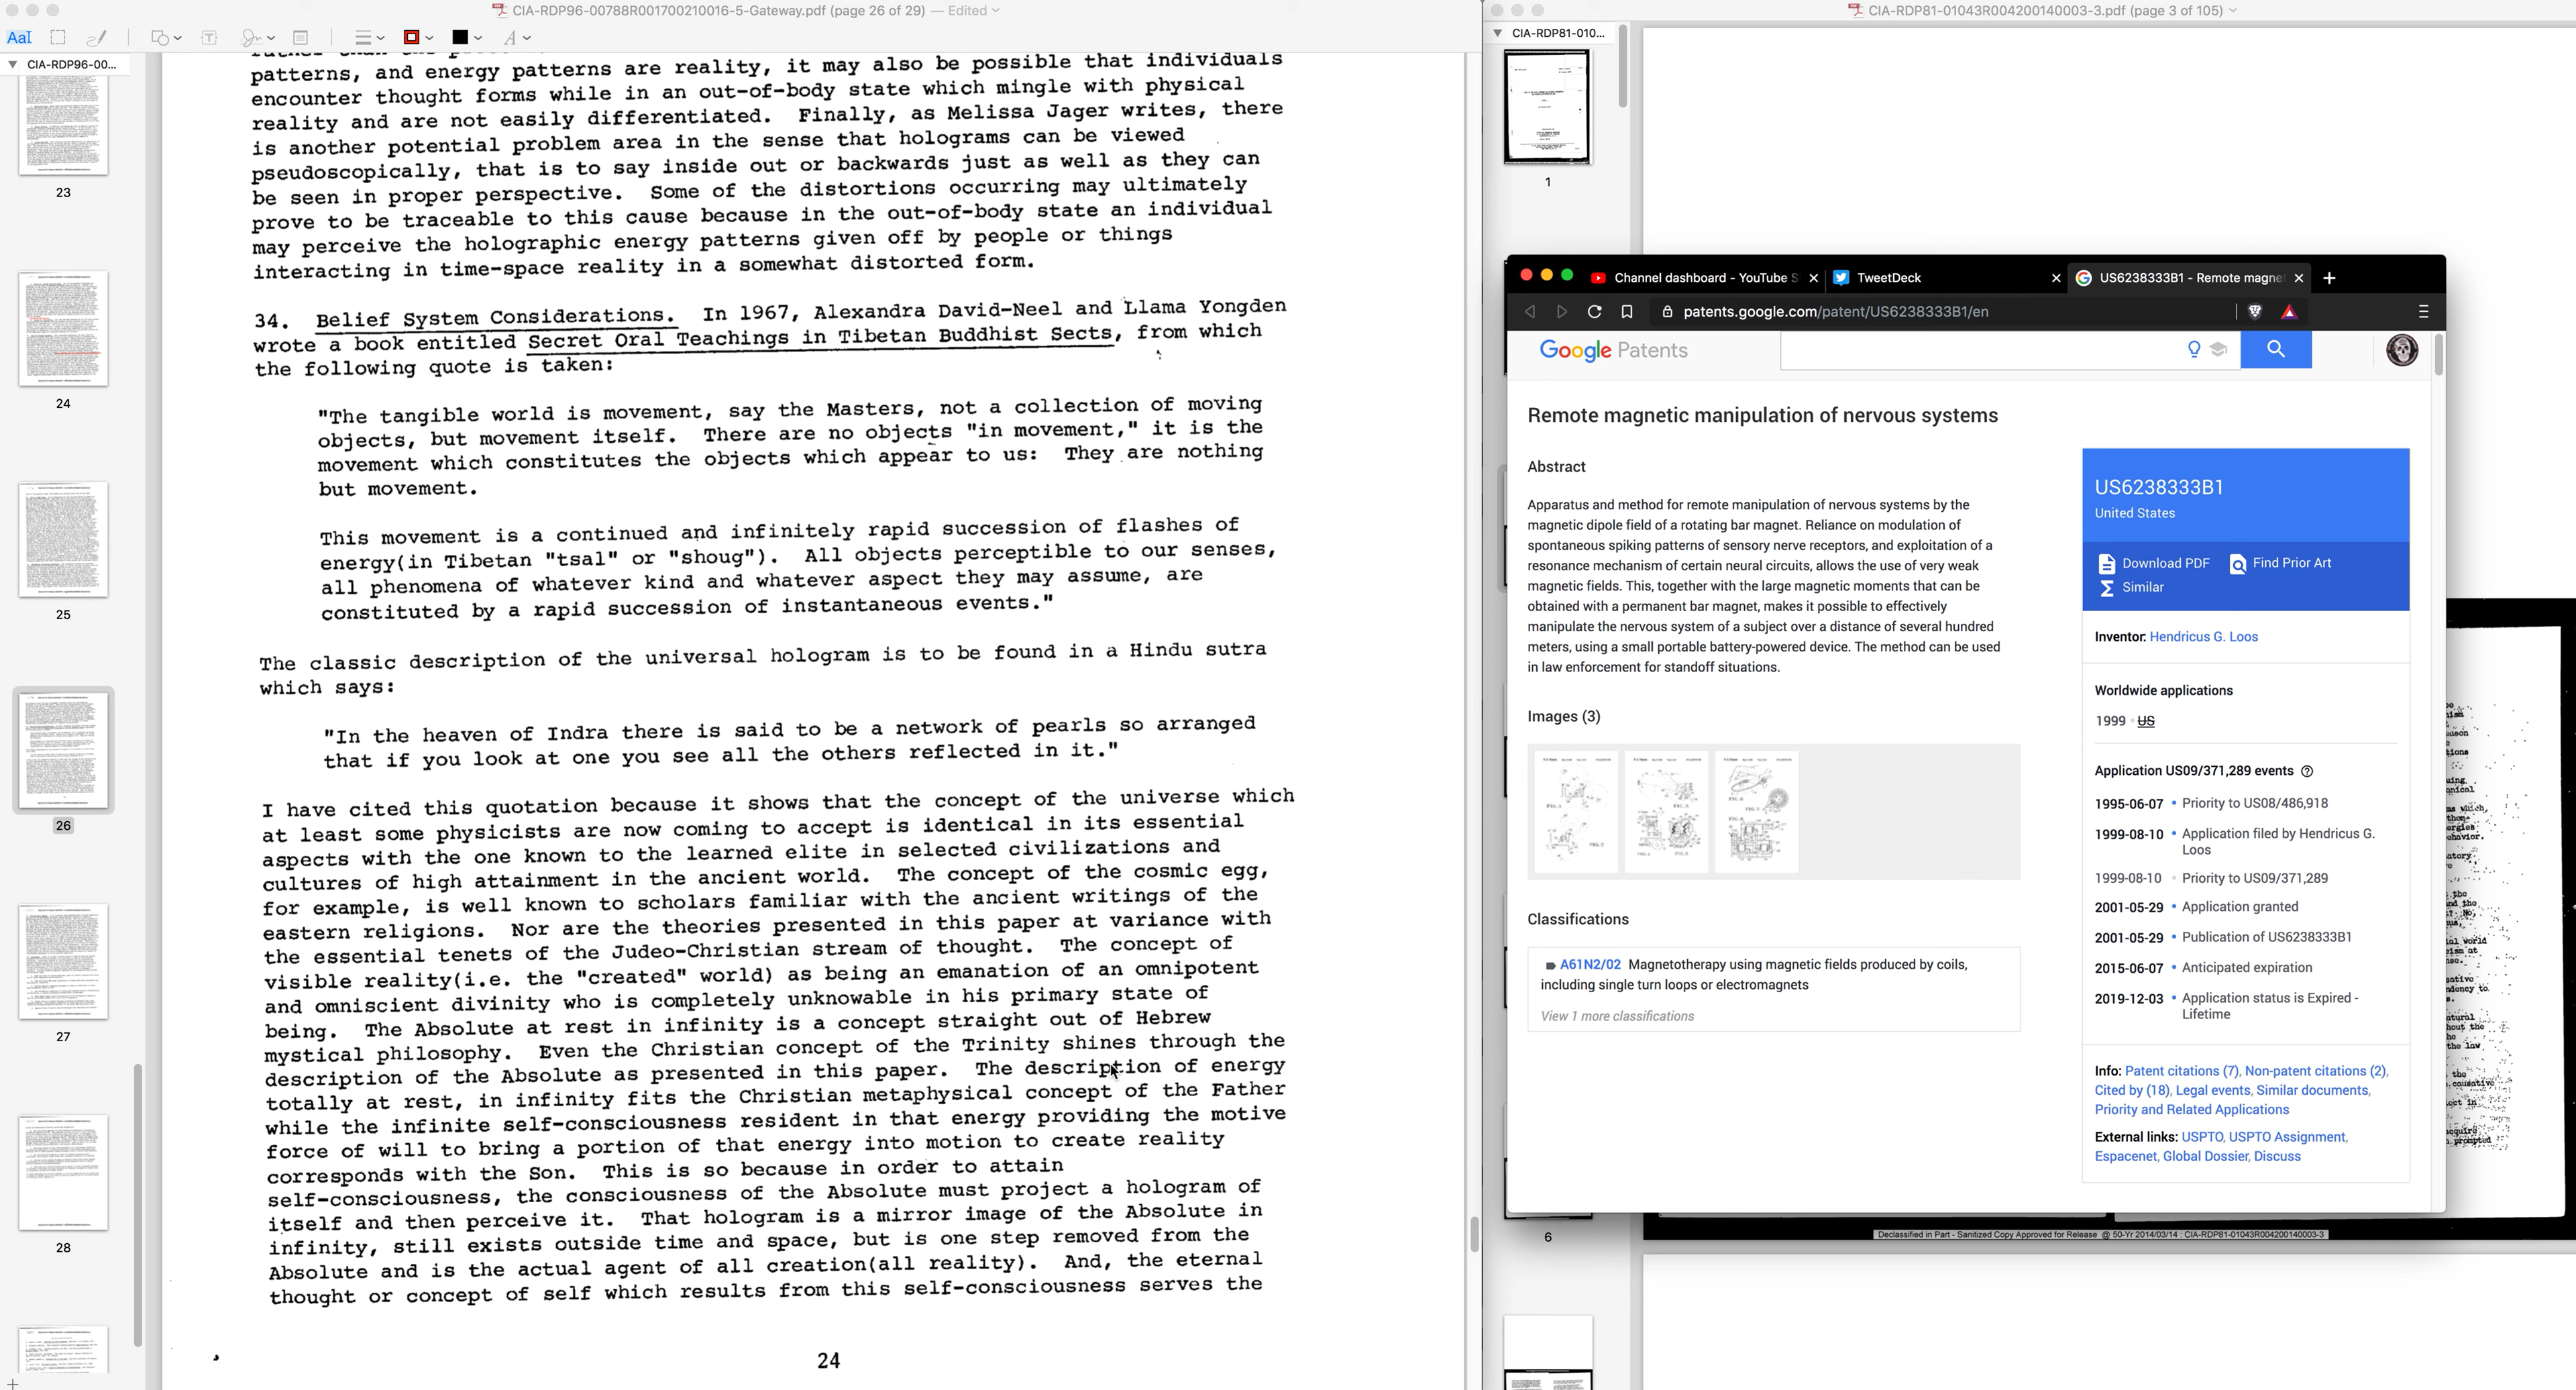 CIA-RDP96-00788R001700210016-5-Gateway.pdf (page 26 of 29) — Edited
CIA-RDP96-00...
23
24
25
26
27
28
patterns, and energy patterns are reality, it may also be possible that individuals
encounter thought forms while in an out-of-body state which mingle with physical
reality and are not easily differentiated. Finally, as Melissa Jager writes, there
is another potential problem area in the sense that holograms can be viewed
pseudoscopically, that is to say inside out or backwards just as well as they can
be seen in proper perspective. Some of the distortions occurring may ultimately
prove to be traceable to this cause because in the out-of-body state an individual
may perceive the holographic energy patterns given off by people or things
interacting in time-space reality in a somewhat distorted form.
34. Belief System Considerations. In 1967, Alexandra David-Neel and Llama Yongden
wrote a book entitled Secret Oral Teachings in Tibetan Buddhist Sects, from which
the following quote is taken:
"The tangible world is movement, say the Masters, not a collection of moving
objects, but movement itself. There are no objects "in movement," it is the
movement which constitutes the objects which appear to us: They are nothing
but movement.
This movement is a continued and infinitely rapid succession of flashes of
energy(in Tibetan "tsal" or "shoug"). All objects perceptible to our senses,
all phenomena of whatever kind and whatever aspect they may assume, are
constituted by a rapid succession of instantaneous events."
The classic description of the universal hologram is to be found in a Hindu sutra
which says:
"In the heaven of Indra there is said to be a network of pearls so arranged
that if you look at one you see all the others reflected in it."
I have cited this quotation because it shows that the concept of the universe which
at least some physicists are now coming to accept is identical in its essential
aspects with the one known to the learned elite in selected civilizations and
cultures of high attainment in the ancient world. The concept of the cosmic egg,
for example, is well known to scholars familiar with the ancient writings of the
eastern religions. Nor are the theories presented in this paper at variance with
the essential tenets of the Judeo-Christian stream of thought. The concept of
visible reality(i.e. the "created" world) as being an emanation of an omnipotent
and omniscient divinity who is completely unknowable in his primary state of
being. The Absolute at rest in infinity is a concept straight out of Hebrew
mystical philosophy. Even the Christian concept of the Trinity shines through the
description of the Absolute as presented in this paper. The description of energy
totally at rest, in infinity fits the Christian metaphysical concept of the Father
while the infinite self-consciousness resident in that energy providing the motive
force of will to bring a portion of that energy into motion to create reality
corresponds with the Son. This is so because in order to attain
self-consciousness, the consciousness of the Absolute must project a hologram of
itself and then perceive it. That hologram is a mirror image of the Absolute in
infinity, still exists outside time and space, but is one step removed from the
Absolute and is the actual agent of all creation(all reality). And, the eternal
thought or concept of self which results from this self-consciousness serves the
24
CIA-RDP81-01043R004200140003-3.pdf (page 3 of 105)
CIA-RDP81-010...
1
6
Channel dashboard - YouTube S
TweetDeck
US6238333B1 - Remote magne
patents.google.com/patent/US6238333B1/en
Google Patents
Remote magnetic manipulation of nervous systems
Abstract
Apparatus and method for remote manipulation of nervous systems by the
magnetic dipole field of a rotating bar magnet. Reliance on modulation of
spontaneous spiking patterns of sensory nerve receptors, and exploitation of a
resonance mechanism of certain neural circuits, allows the use of very weak
magnetic fields. This, together with the large magnetic moments that can be
obtained with a permanent bar magnet, makes it possible to effectively
manipulate the nervous system of a subject over a distance of several hundred
meters, using a small portable battery-powered device. The method can be used
in law enforcement for standoff situations.
Images (3)
Classifications
A61N2/02 Magnetotherapy using magnetic fields produced by coils,
including single turn loops or electromagnets
View 1 more classifications
US6238333B1
United States
Download PDF
Find Prior Art
Similar
Inventor: Hendricus G. Loos
Worldwide applications
1999 US
Application US09/371,289 events
1995-06-07 • Priority to US08/486,918
1999-08-10 • Application filed by Hendricus G.
Loos
1999-08-10 • Priority to US09/371,289
2001-05-29 • Application granted
2001-05-29 • Publication of US6238333B1
2015-06-07 • Anticipated expiration
2019-12-03 • Application status is Expired -
Lifetime
Info: Patent citations (7), Non-patent citations (2),
Cited by (18), Legal events, Similar documents,
Priority and Related Applications
External links: USPTO, USPTO Assignment,
Espacenet, Global Dossier, Discuss
Declassified in Part - Sanitized Copy Approved for Release @ 50-Yr 2014/03/14 : CIA-RDP81-01043R004200140003-3